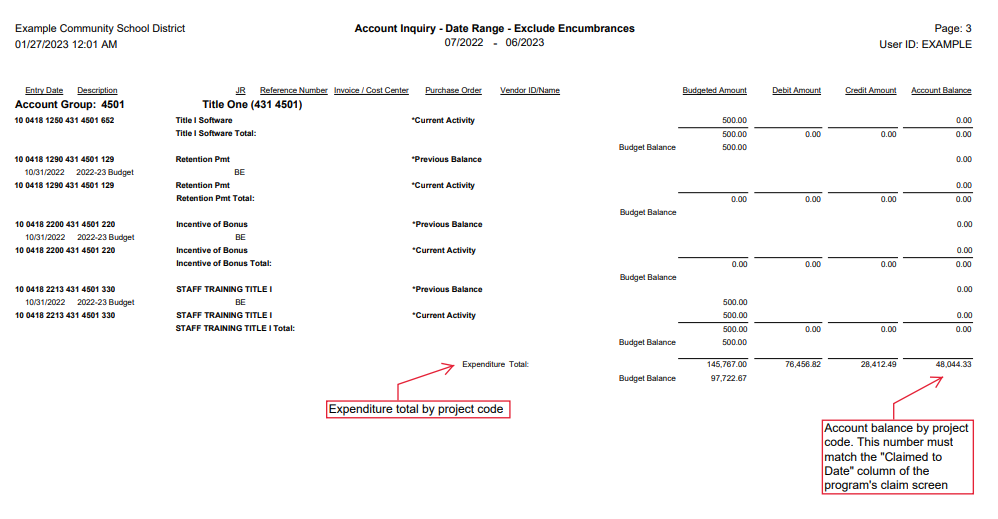 Example Community School District Account Inquiry - Date Range - Exclude Encumbrances Page: 3
01/27/2023 12:01 AM 07/2022 - 06/2023 User ID: EXAMPLE
Entry Date Description JR Reference Number Invoice / Cost Center Purchase Order Vendor ID/Name Budgeted Amount Debit Amount Credit Amount Account Balance
Account Group: 4501 Title One (431 4501)
10 0418 1250 431 4501 652 Title I Software *Current Activity 500.00 0.00
Title I Software Total: 500.00 0.00 0.00 0.00
Budget Balance 500.00
10 0418 1290 431 4501 129 Retention Pmt *Previous Balance 0.00
10/31/2022 2022-23 Budget BE
10 0418 1290 431 4501 129 Retention Pmt *Current Activity 0.00
Retention Pmt Total: 0.00 0.00 0.00 0.00
Budget Balance
10 0418 2200 431 4501 220 Incentive of Bonus *Previous Balance 0.00
10/31/2022 2022-23 Budget BE
10 0418 2200 431 4501 220 Incentive of Bonus *Current Activity 0.00
Incentive of Bonus Total: 0.00 0.00 0.00 0.00
Budget Balance
10 0418 2213 431 4501 330 STAFF TRAINING TITLE I *Previous Balance 0.00
10/31/2022 2022-23 Budget BE 500.00
10 0418 2213 431 4501 330 STAFF TRAINING TITLE I *Current Activity 500.00 0.00
STAFF TRAINING TITLE I Total: 500.00 0.00 0.00 0.00
Budget Balance 500.00
Expenditure Total: 145,767.00 76,456.82 28,412.49 48,044.33
Budget Balance 97,722.67
Expenditure total by project code
Account balance by project
code. This number must
match the "Claimed to
Date" column of the
program's claim screen